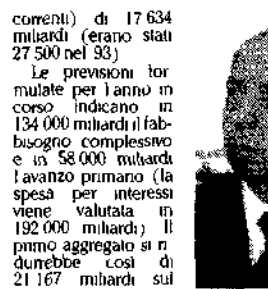 correnti) di 17 634
miliardi (erano stati
27 500 nel 93)
Le previsioni for
mulate per l anno in
corso indicano in
134 000 miliardi il fab-
bisogno complessivo
e in 58 000 miliardi
l avanzo primario (la
spesa per interessi
viene valutata in
192 000 miliardi) Il
primo aggregato si ri
durrebbe così di
21 167 miliardi sul